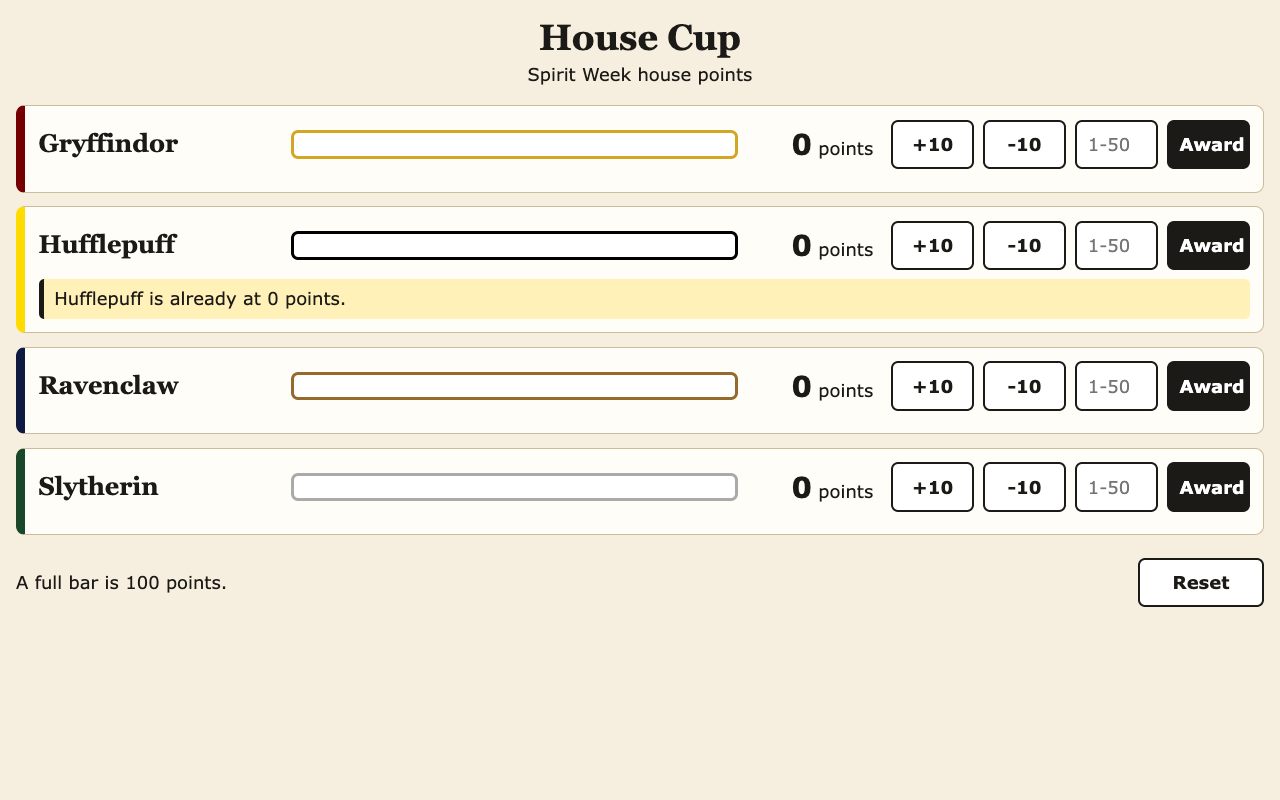 House Cup
Spirit Week house points
Gryffindor 0 points +10 -10 1-50 Award
Hufflepuff 0 points +10 -10 1-50 Award
Hufflepuff is already at 0 points.
Ravenclaw 0 points +10 -10 1-50 Award
Slytherin 0 points +10 -10 1-50 Award
A full bar is 100 points. Reset